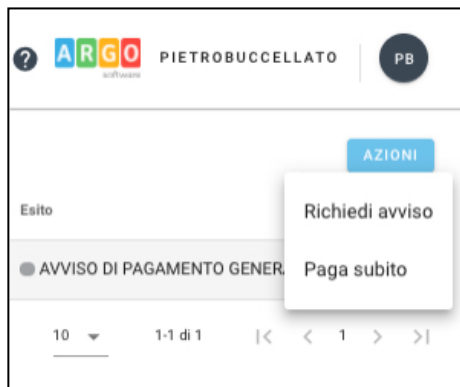 ? ARGO software PIETROBUCCELLATO PB
AZIONI
Esito
Richiedi avviso
AVVISO DI PAGAMENTO GENER
Paga subito
10 1-1 di 1 |< < 1 > >|